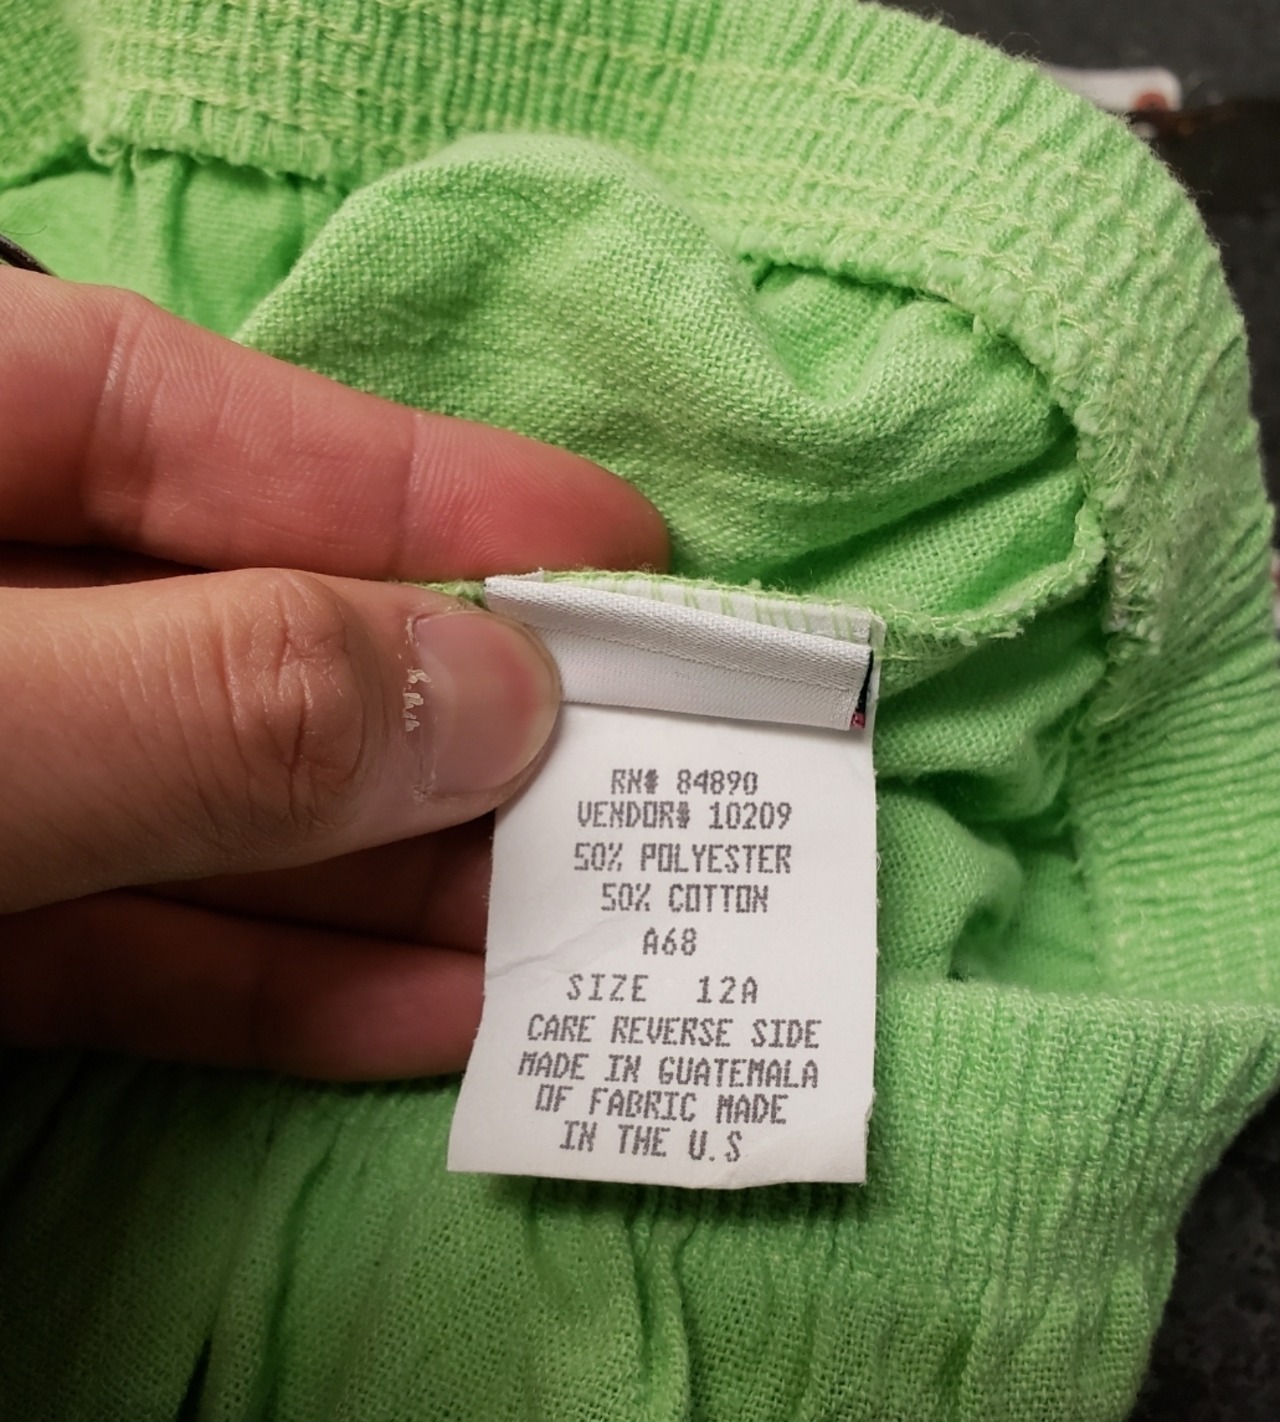 RN# 84890
VENDOR# 10209
50% POLYESTER
50% COTTON
A68
SIZE 12A
CARE REVERSE SIDE
MADE IN GUATEMALA
OF FABRIC MADE
IN THE U.S